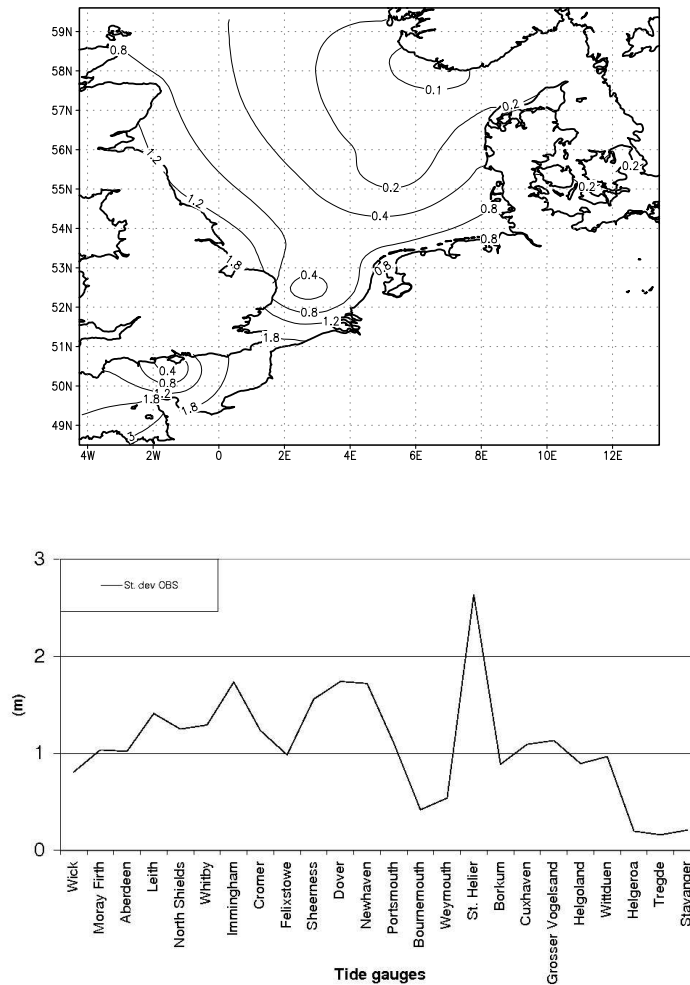 59N
58N
57N
56N
55N
54N
53N
52N
51N
50N
49N
0.8
0.1
0.2
1.2
0.2
0.2
0.2
1.2
0.4
0.8
1.8
0.8
0.8
0.4
0.8
1.2
1.8
0.4
0.8
1.2
1.8
1.8
3
4W 2W 0 2E 4E 6E 8E 10E 12E
3
2
1
0
(m)
St. dev OBS
Wick
Moray Firth
Aberdeen
Leith
North Shields
Whitby
Immingham
Cromer
Felixstowe
Sheerness
Dover
Newhaven
Portsmouth
Bournemouth
Weymouth
St. Helier
Borkum
Cuxhaven
Grosser Vogelsand
Helgoland
Wittduen
Helgeroa
Tregde
Stavanger
Tide gauges